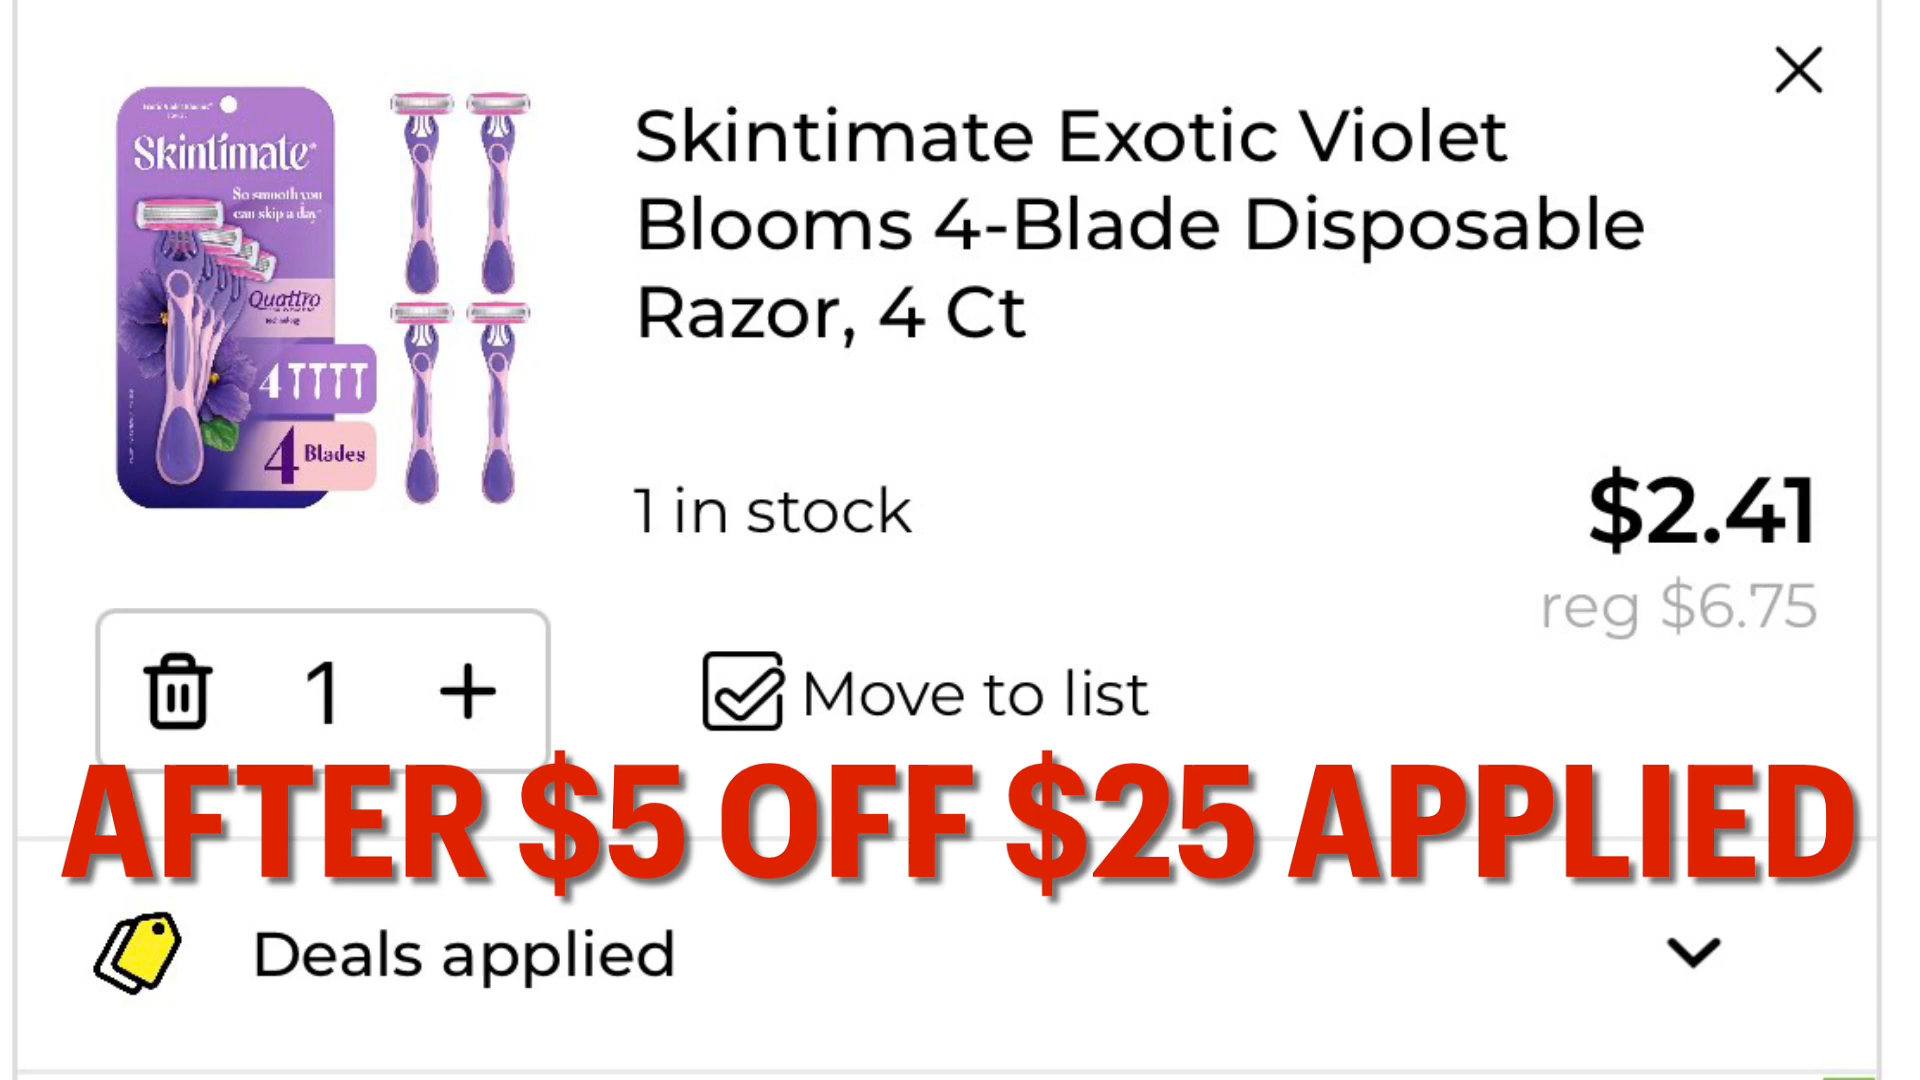 Skintimate Exotic Violet
Blooms 4-Blade Disposable
Razor, 4 Ct
Skintimate
So smooth you
can skip a day
Quattro
4
4 Blades
1 in stock
$2.41
reg $6.75
1
Move to list
AFTER $5 OFF $25 APPLIED
Deals applied